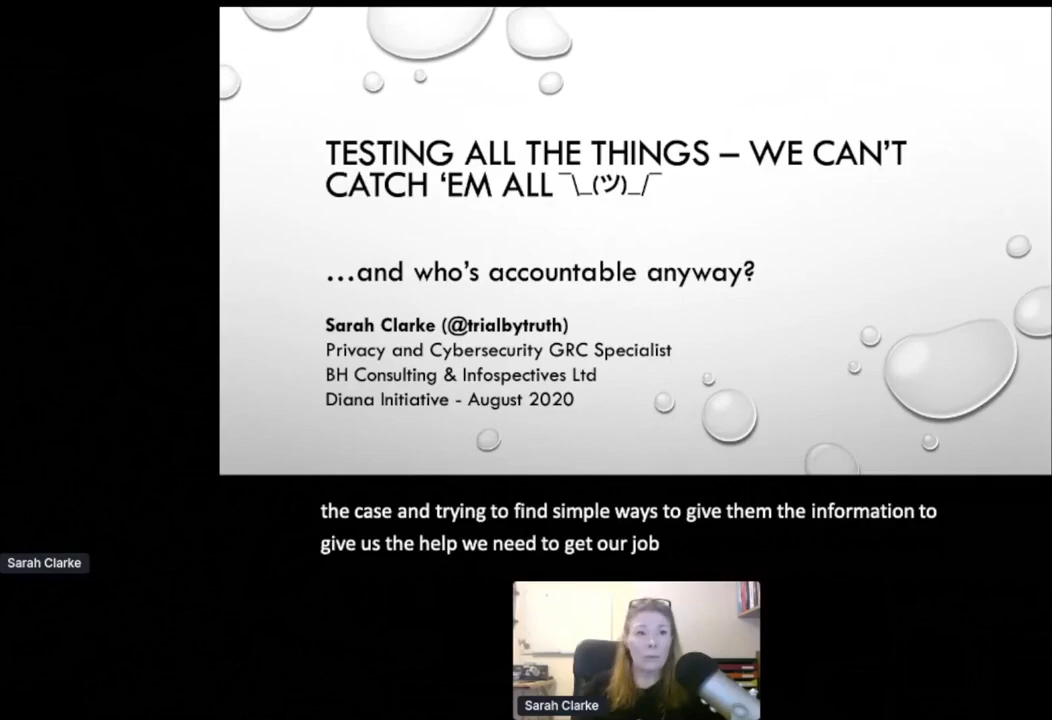 TESTING ALL THE THINGS – WE CAN’T
CATCH ‘EM ALL ¯\_(ツ)_/¯
…and who’s accountable anyway?
Sarah Clarke (@trialbytruth)
Privacy and Cybersecurity GRC Specialist
BH Consulting & Infospectives Ltd
Diana Initiative - August 2020
the case and trying to find simple ways to give them the information to
give us the help we need to get our job
Sarah Clarke
Sarah Clarke